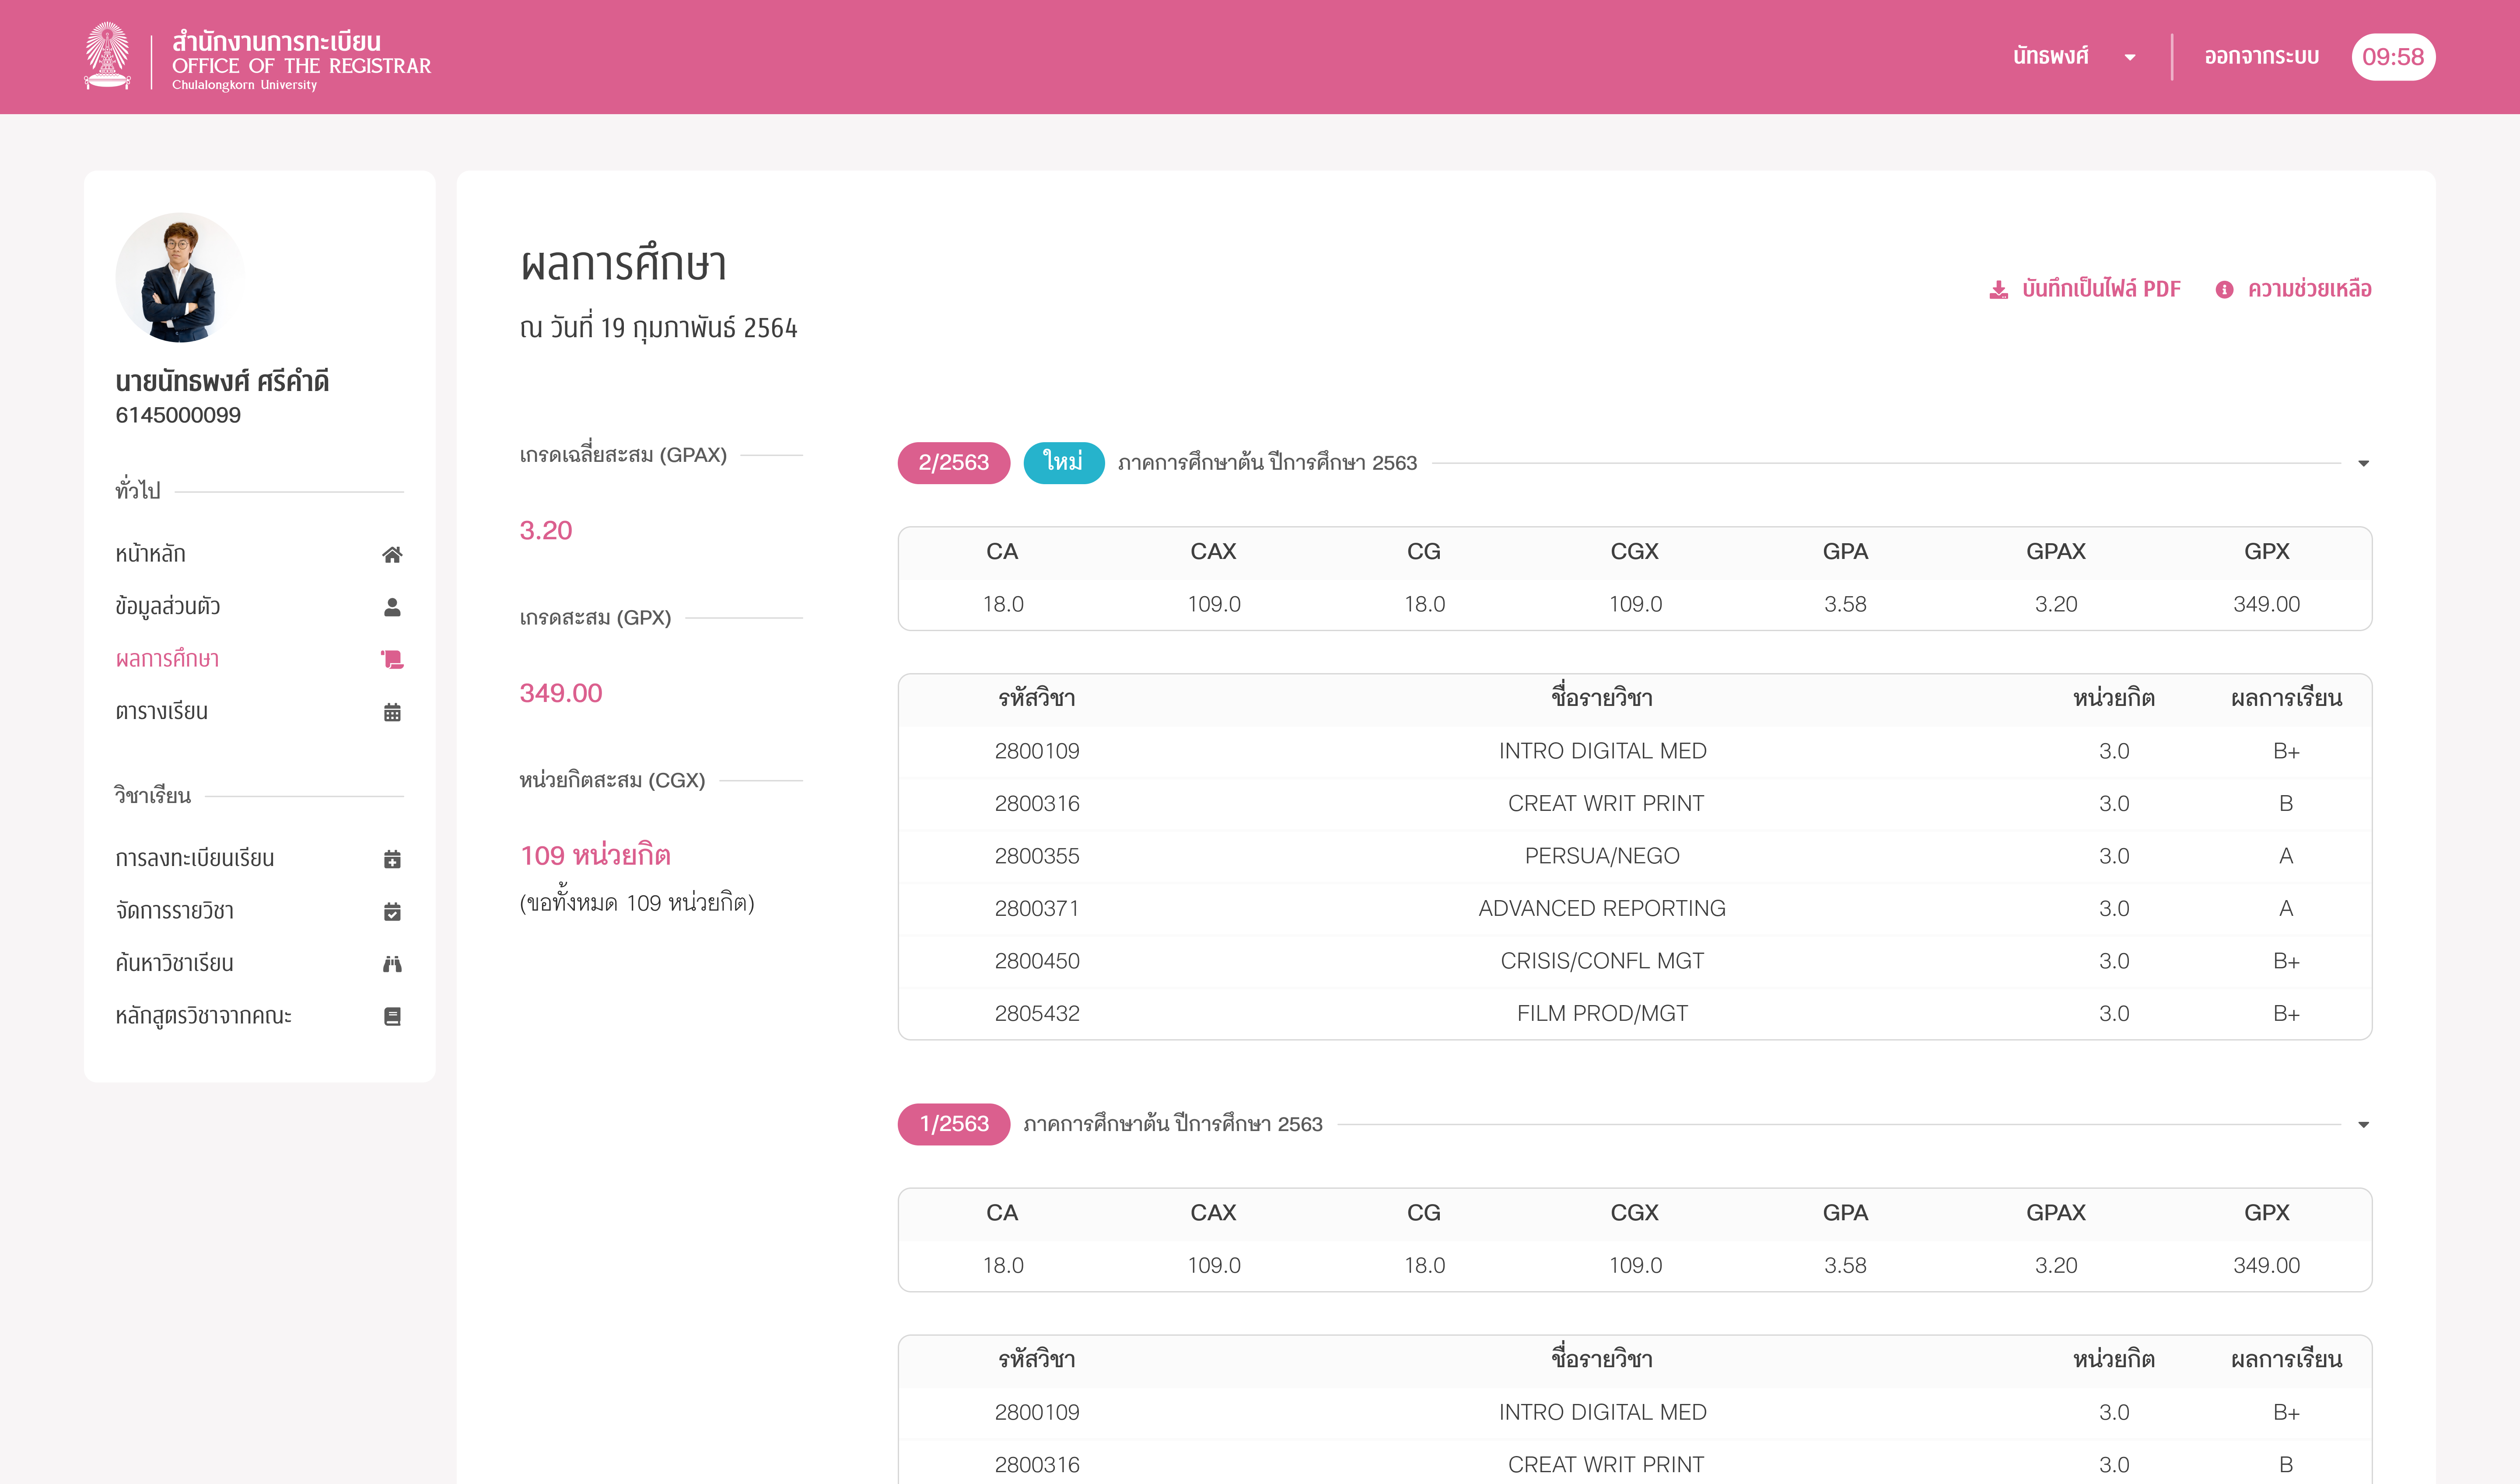 สำนักงานการทะเบียน
OFFICE OF THE REGISTRAR
Chulalongkorn University
นัทธพงศ์
ออกจากระบบ
09:58
นายนัทธพงศ์ ศรีคำดี
6145000099
ทั่วไป
หน้าหลัก
ข้อมูลส่วนตัว
ผลการศึกษา
ตารางเรียน
วิชาเรียน
การลงทะเบียนเรียน
จัดการรายวิชา
ค้นหาวิชาเรียน
หลักสูตรวิชาจากคณะ
ผลการศึกษา
ณ วันที่ 19 กุมภาพันธ์ 2564
บันทึกเป็นไฟล์ PDF ความช่วยเหลือ
เกรดเฉลี่ยสะสม (GPAX)
3.20
เกรดสะสม (GPX)
349.00
หน่วยกิตสะสม (CGX)
109 หน่วยกิต
(ขอทั้งหมด 109 หน่วยกิต)
2/2563 ใหม่ ภาคการศึกษาต้น ปีการศึกษา 2563
CA CAX CG CGX GPA GPAX GPX
18.0 109.0 18.0 109.0 3.58 3.20 349.00
รหัสวิชา ชื่อรายวิชา หน่วยกิต ผลการเรียน
2800109 INTRO DIGITAL MED 3.0 B+
2800316 CREAT WRIT PRINT 3.0 B
2800355 PERSUA/NEGO 3.0 A
2800371 ADVANCED REPORTING 3.0 A
2800450 CRISIS/CONFL MGT 3.0 B+
2805432 FILM PROD/MGT 3.0 B+
1/2563 ภาคการศึกษาต้น ปีการศึกษา 2563
CA CAX CG CGX GPA GPAX GPX
18.0 109.0 18.0 109.0 3.58 3.20 349.00
รหัสวิชา ชื่อรายวิชา หน่วยกิต ผลการเรียน
2800109 INTRO DIGITAL MED 3.0 B+
2800316 CREAT WRIT PRINT 3.0 B